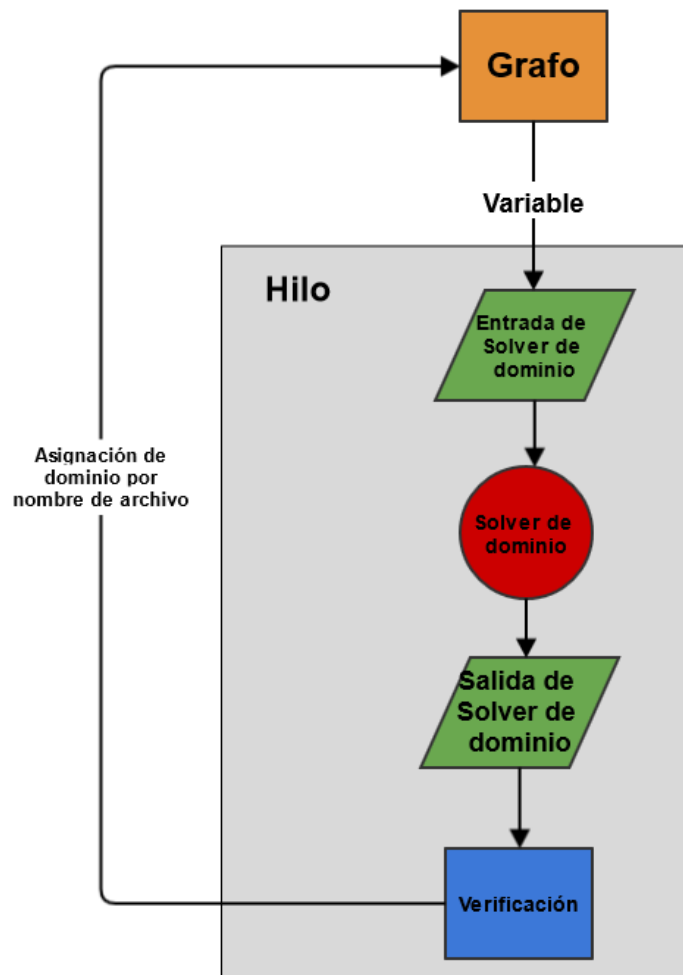 Grafo
Variable
Hilo
Entrada de
Solver de
dominio
Solver de
dominio
Salida de
Solver de
dominio
Verificación
Asignación de
dominio por
nombre de archivo